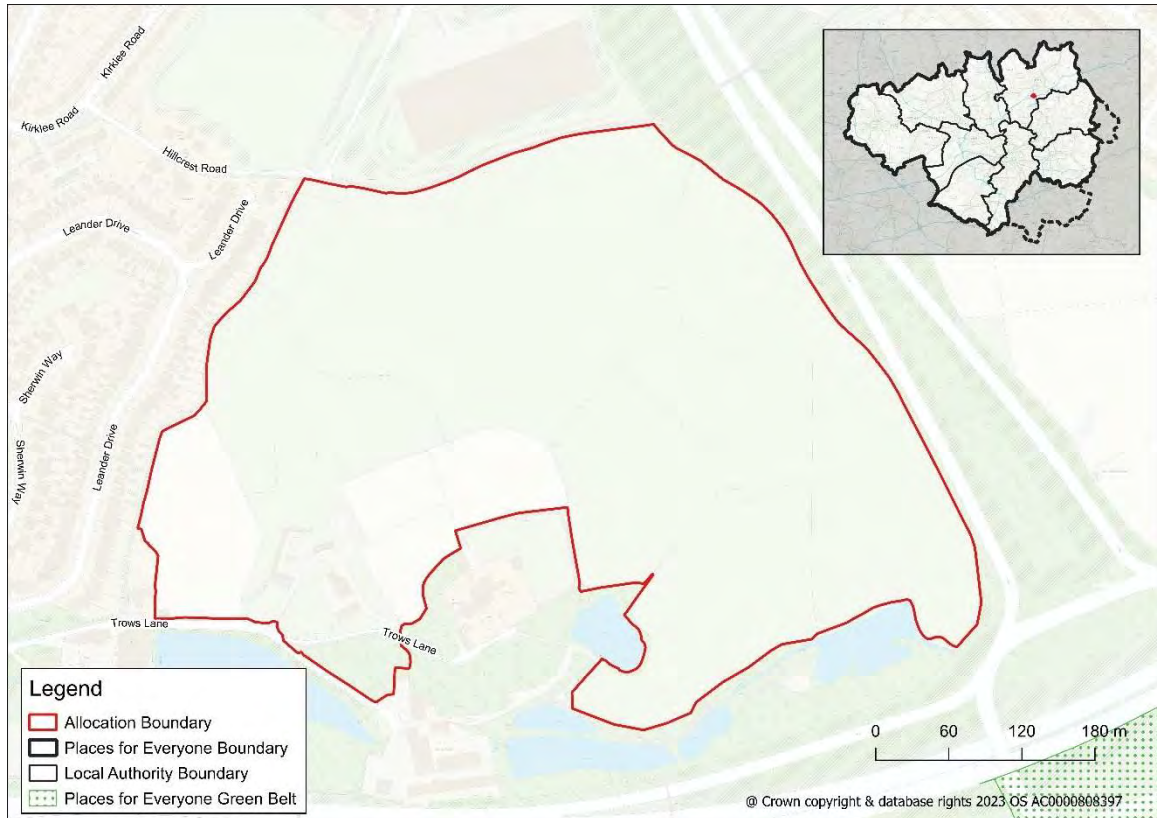 Kirklee Road
Kirklee Road
Hillcrest Road
Leander Drive
Leander Drive
Sherwin Way
Sherwin Way
Leander Drive
Trows Lane
Trows Lane
Legend
Allocation Boundary
Places for Everyone Boundary
Local Authority Boundary
Places for Everyone Green Belt
0 60 120 180 m
@ Crown copyright & database rights 2023 OS AC0000808397